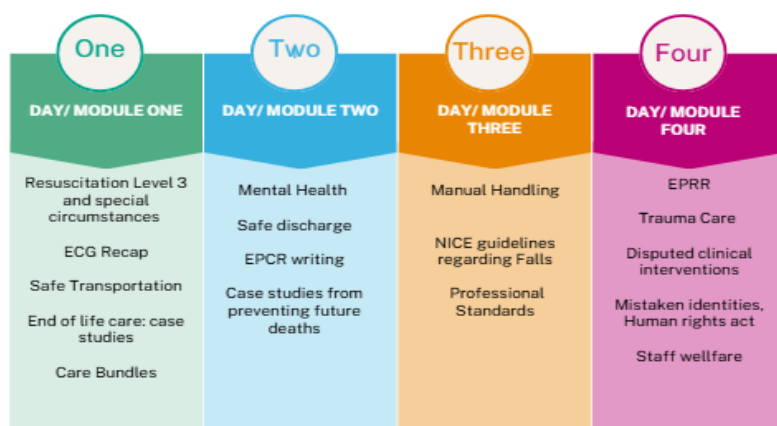 One
DAY/ MODULE ONE
Resuscitation Level 3
and special
circumstances
ECG Recap
Safe Transportation
End of life care: case
studies
Care Bundles
Two
DAY/ MODULE TWO
Mental Health
Safe discharge
EPCR writing
Case studies from
preventing future
deaths
Three
DAY/ MODULE
THREE
Manual Handling
NICE guidelines
regarding Falls
Professional
Standards
Four
DAY/ MODULE
FOUR
EPRR
Trauma Care
Disputed clinical
interventions
Mistaken identities,
Human rights act
Staff wellfare